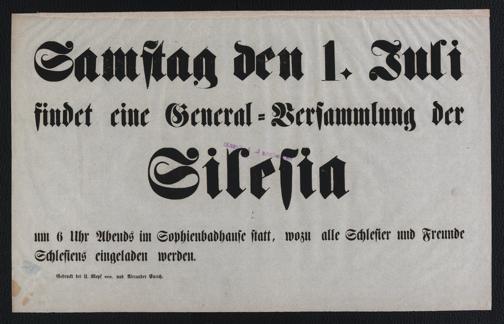 Samstag den 1. Juli
findet eine General-Versammlung der
Silesia
um 6 Uhr Abends im Sophienbadhause statt, wozu alle Schlesier und Freunde
Schlesiens eingeladen werden.
Gedruckt bei U. Klopf sen. und Alexander Eurich.